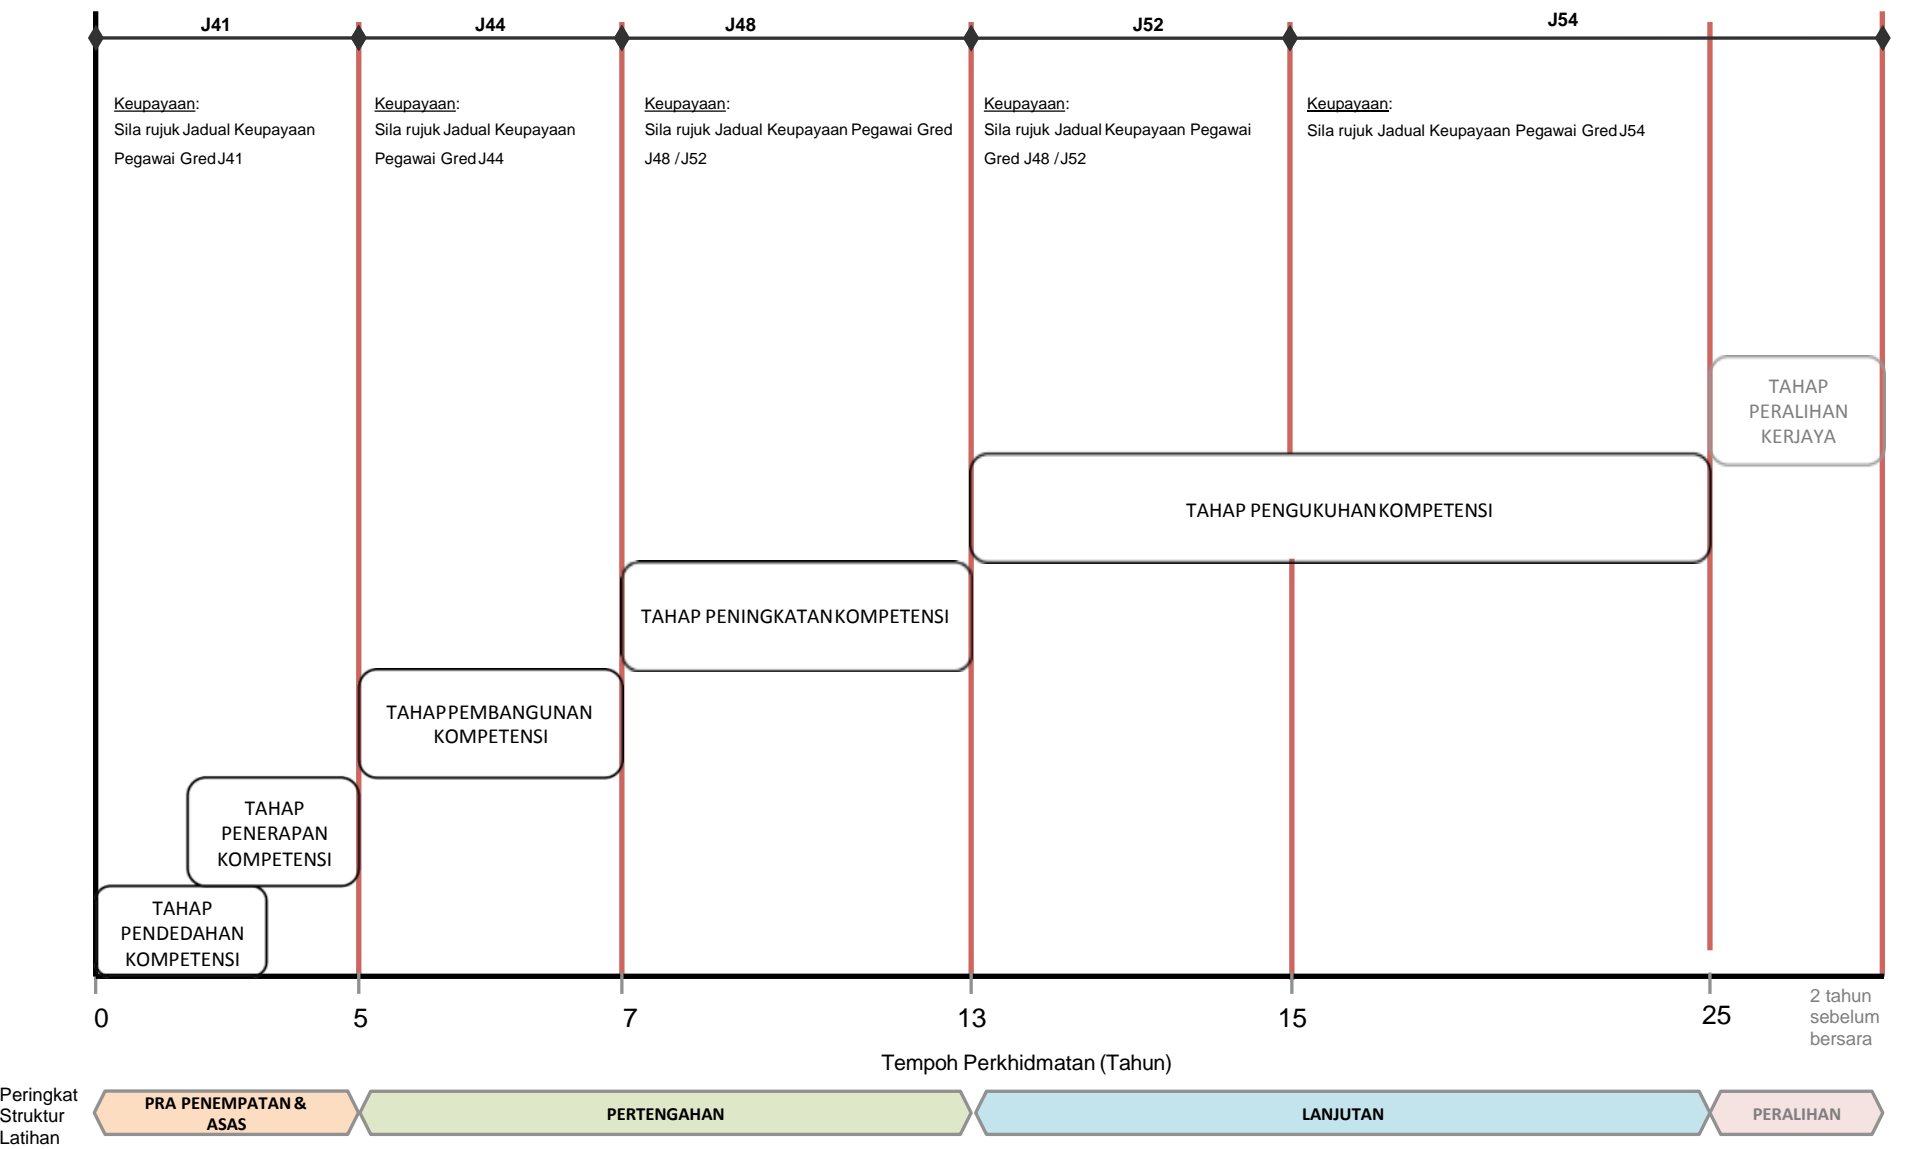 J41
J44
J48
J52
J54
Keupayaan:
Sila rujuk Jadual Keupayaan
Pegawai Gred J41
Keupayaan:
Sila rujuk Jadual Keupayaan
Pegawai Gred J44
Keupayaan:
Sila rujuk Jadual Keupayaan Pegawai Gred
J48 / J52
Keupayaan:
Sila rujuk Jadual Keupayaan Pegawai
Gred J48 / J52
Keupayaan:
Sila rujuk Jadual Keupayaan Pegawai Gred J54
TAHAP
PERALIHAN
KERJAYA
TAHAP PENGUKUHAN KOMPETENSI
TAHAP PENINGKATAN KOMPETENSI
TAHAP PEMBANGUNAN
KOMPETENSI
TAHAP
PENERAPAN
KOMPETENSI
TAHAP
PENDEDAHAN
KOMPETENSI
0
5
7
13
15
25
2 tahun
sebelum
bersara
Tempoh Perkhidmatan (Tahun)
Peringkat
Struktur
Latihan
PRA PENEMPATAN &
ASAS
PERTENGAHAN
LANJUTAN
PERALIHAN